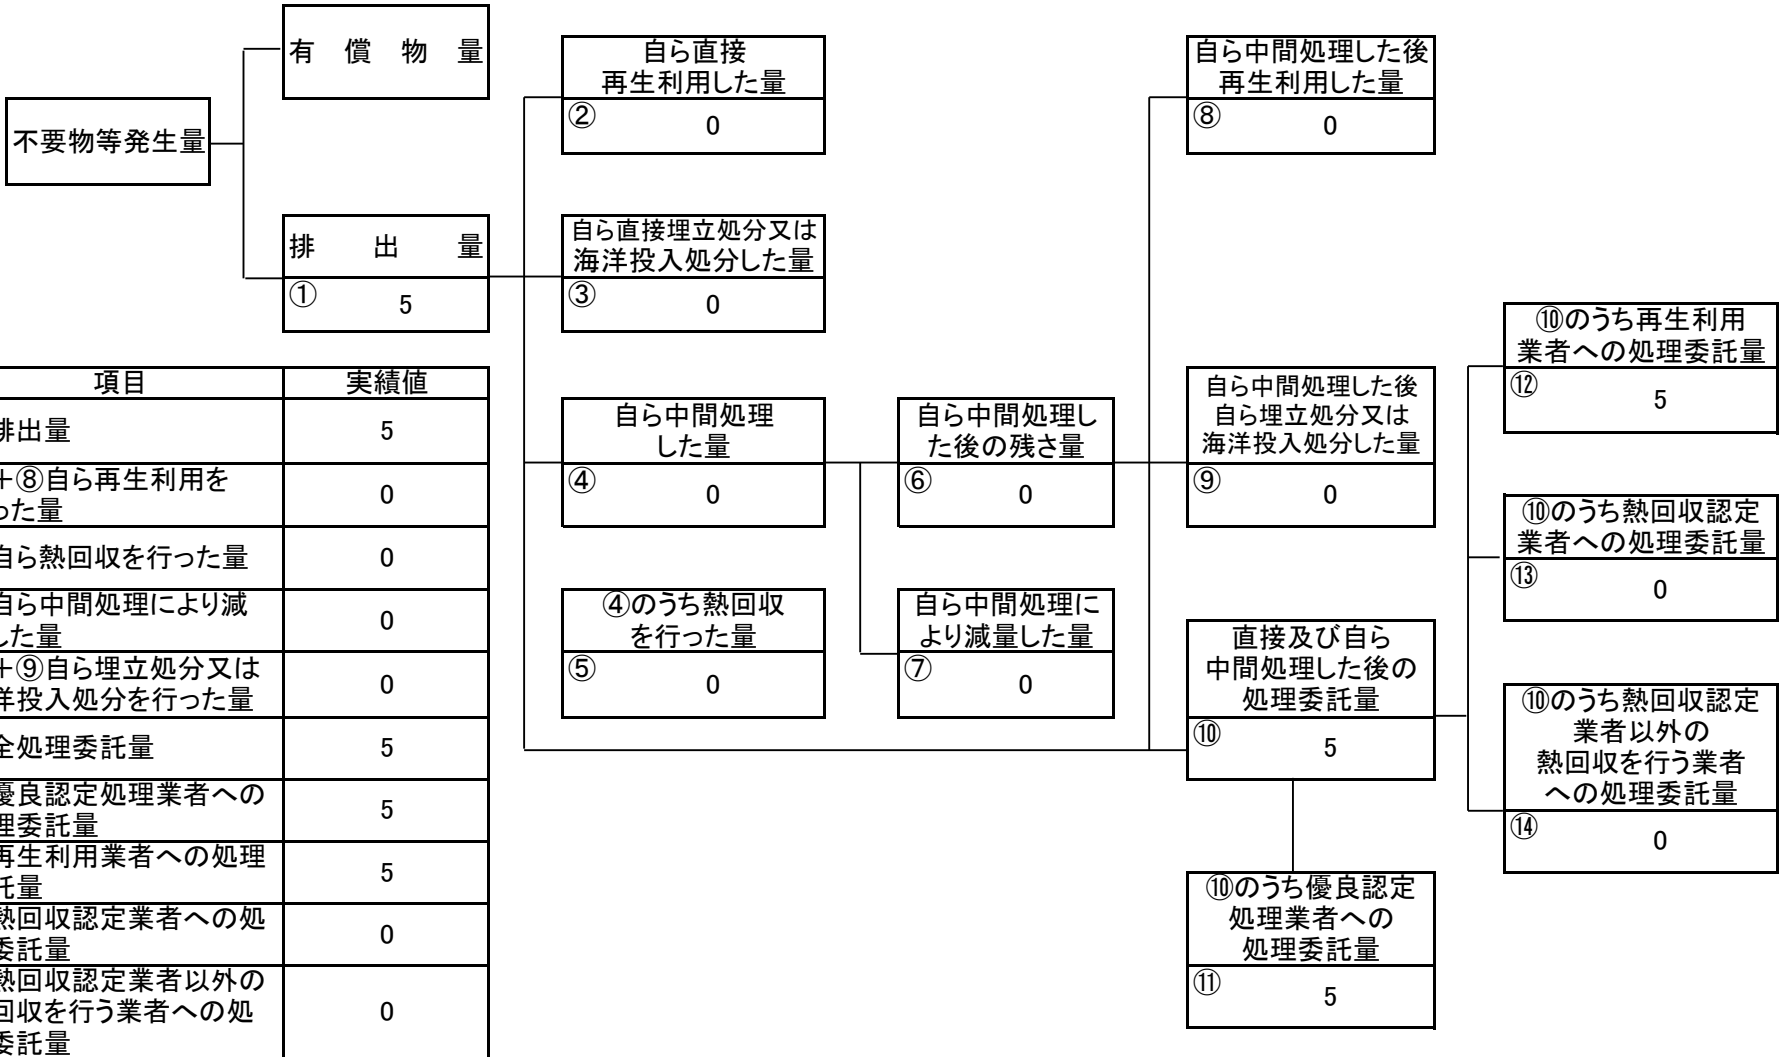 有償物量
不要物等発生量
排出量
①
5
自ら直接
再生利用した量
②
0
自ら直接埋立処分又は
海洋投入処分した量
③
0
自ら中間処理
した量
④
0
④のうち熱回収
を行った量
⑤
0
自ら中間処理し
た後の残さ量
⑥
0
自ら中間処理に
より減量した量
⑦
0
自ら中間処理した後
再生利用した量
⑧
0
自ら中間処理した後
自ら埋立処分又は
海洋投入処分した量
⑨
0
直接及び自ら
中間処理した後の
処理委託量
⑩
5
⑩のうち優良認定
処理業者への
処理委託量
⑪
5
⑩のうち再生利用
業者への処理委託量
⑫
5
⑩のうち熱回収認定
業者への処理委託量
⑬
0
⑩のうち熱回収認定
業者以外の
熱回収を行う業者
への処理委託量
⑭
0
項目 実績値
排出量 5
+⑧自ら再生利用を
った量
0
自ら熱回収を行った量 0
自ら中間処理により減
した量
0
+⑨自ら埋立処分又は
洋投入処分を行った量
0
全処理委託量 5
優良認定処理業者への
理委託量
5
再生利用業者への処理
託量
5
熱回収認定業者への処
委託量
0
熱回収認定業者以外の
回収を行う業者への処
委託量
0